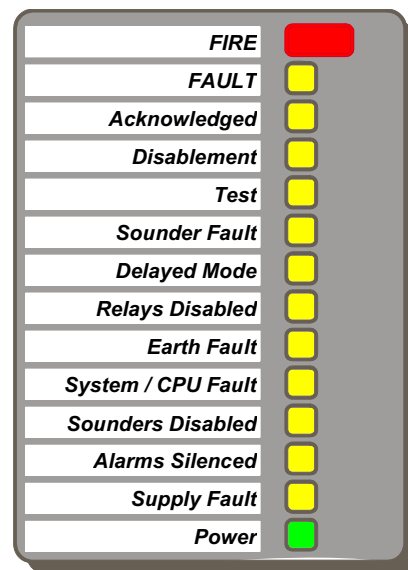 FIRE
FAULT
Acknowledged
Disablement
Test
Sounder Fault
Delayed Mode
Relays Disabled
Earth Fault
System / CPU Fault
Sounders Disabled
Alarms Silenced
Supply Fault
Power